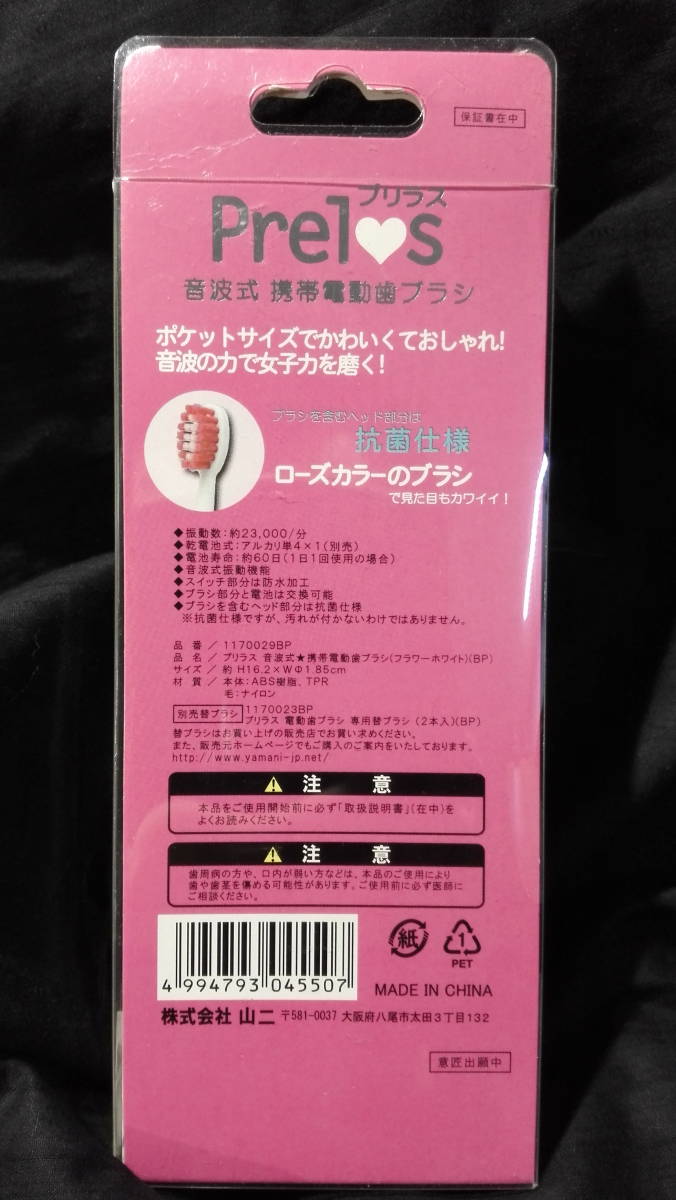 保証書在中
プリラス
Prel♥s
音波式 携帯電動歯ブラシ
ポケットサイズでかわいくておしゃれ!
音波の力で女子力を磨く!
ブラシを含むヘッド部分は
抗菌仕様
ローズカラーのブラシ
で見た目もカワイイ!
◆振動数:約23,000/分
◆乾電池式:アルカリ単4×1(別売)
◆電池寿命:約60日(1日1回使用の場合)
◆音波式振動機能
◆スイッチ部分は防水加工
◆ブラシ部分と電池は交換可能
◆ブラシを含むヘッド部分は抗菌仕様
※抗菌仕様ですが、汚れが付かないわけではありません。
品 番 / 1170029BP
品 名 / プリラス 音波式★携帯電動歯ブラシ(フラワーホワイト)(BP)
サイズ / 約 H16.2×WΦ1.85cm
材 質 / 本体:ABS樹脂、TPR
毛:ナイロン
別売替ブラシ 1170023BP
プリラス 電動歯ブラシ 専用替ブラシ (2本入)(BP)
替ブラシはお買い上げの販売店でお買い求めください。
また、販売元ホームページでもご購入のご案内をいたしております。
http://www.yamani-jp.net/
注 意
本品をご使用開始前に必ず「取扱説明書」(在中)を
よくお読みください。
注 意
歯周病の方や、口内が弱い方などは、本品のご使用により
歯や歯茎を傷める可能性があります。ご使用前に必ず医師に
ご相談ください。
4 994793 045507
紙
1
PET
MADE IN CHINA
株式会社 山二 〒581-0037 大阪府八尾市太田3丁目132
意匠出願中